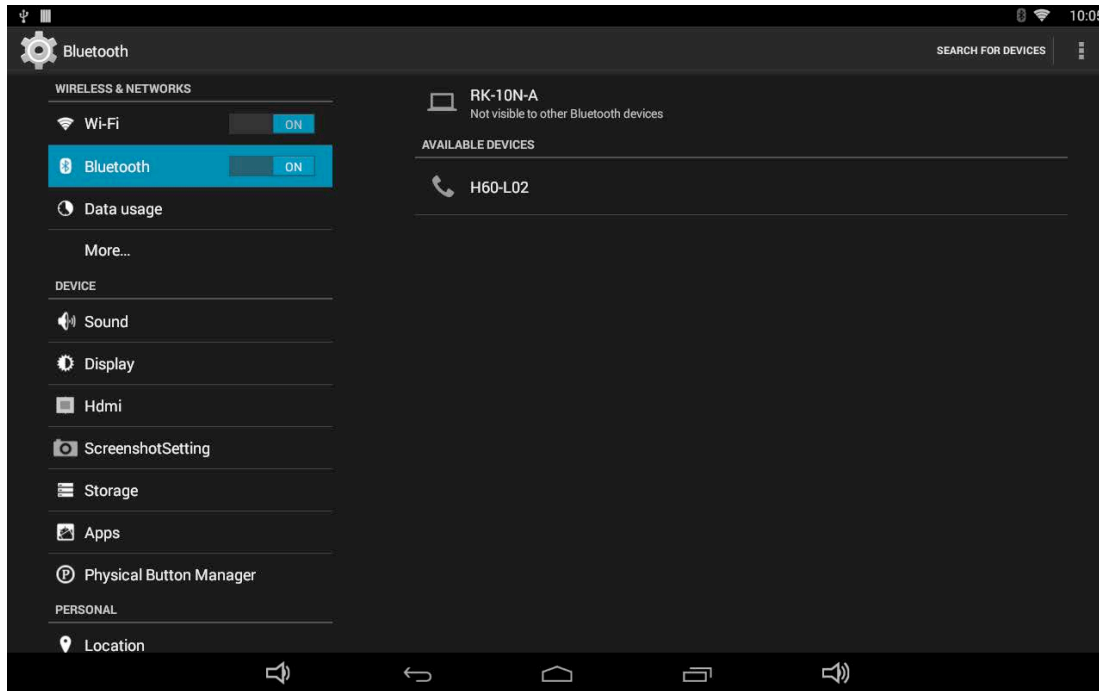 10:05
Bluetooth
SEARCH FOR DEVICES
WIRELESS & NETWORKS
Wi-Fi
ON
Bluetooth
ON
Data usage
More...
DEVICE
Sound
Display
Hdmi
ScreenshotSetting
Storage
Apps
Physical Button Manager
PERSONAL
Location
RK-10N-A
Not visible to other Bluetooth devices
AVAILABLE DEVICES
H60-L02